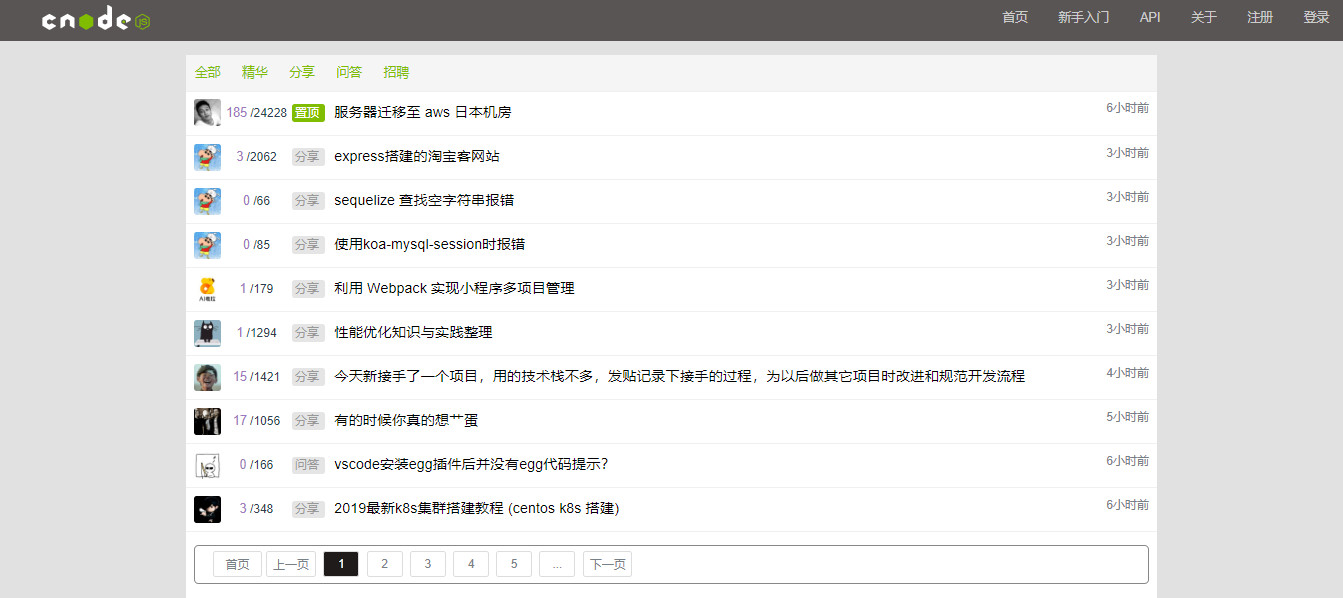 cnode JS 首页 新手入门 API 关于 注册 登录
全部 精华 分享 问答 招聘
185 /24228 置顶 服务器迁移至 aws 日本机房 6小时前
3 /2062 分享 express搭建的淘宝客网站 3小时前
0 /66 分享 sequelize 查找空字符串报错 3小时前
0 /85 分享 使用koa-mysql-session时报错 3小时前
1 /179 分享 利用 Webpack 实现小程序多项目管理 3小时前
1 /1294 分享 性能优化知识与实践整理 3小时前
15 /1421 分享 今天新接手了一个项目，用的技术栈不多，发贴记录下接手的过程，为以后做其它项目时改进和规范开发流程 4小时前
17 /1056 分享 有的时候你真的想艹蛋 5小时前
0 /166 问答 vscode安装egg插件后并没有egg代码提示? 6小时前
3 /348 分享 2019最新k8s集群搭建教程 (centos k8s 搭建) 6小时前
首页 上一页 1 2 3 4 5 ... 下一页